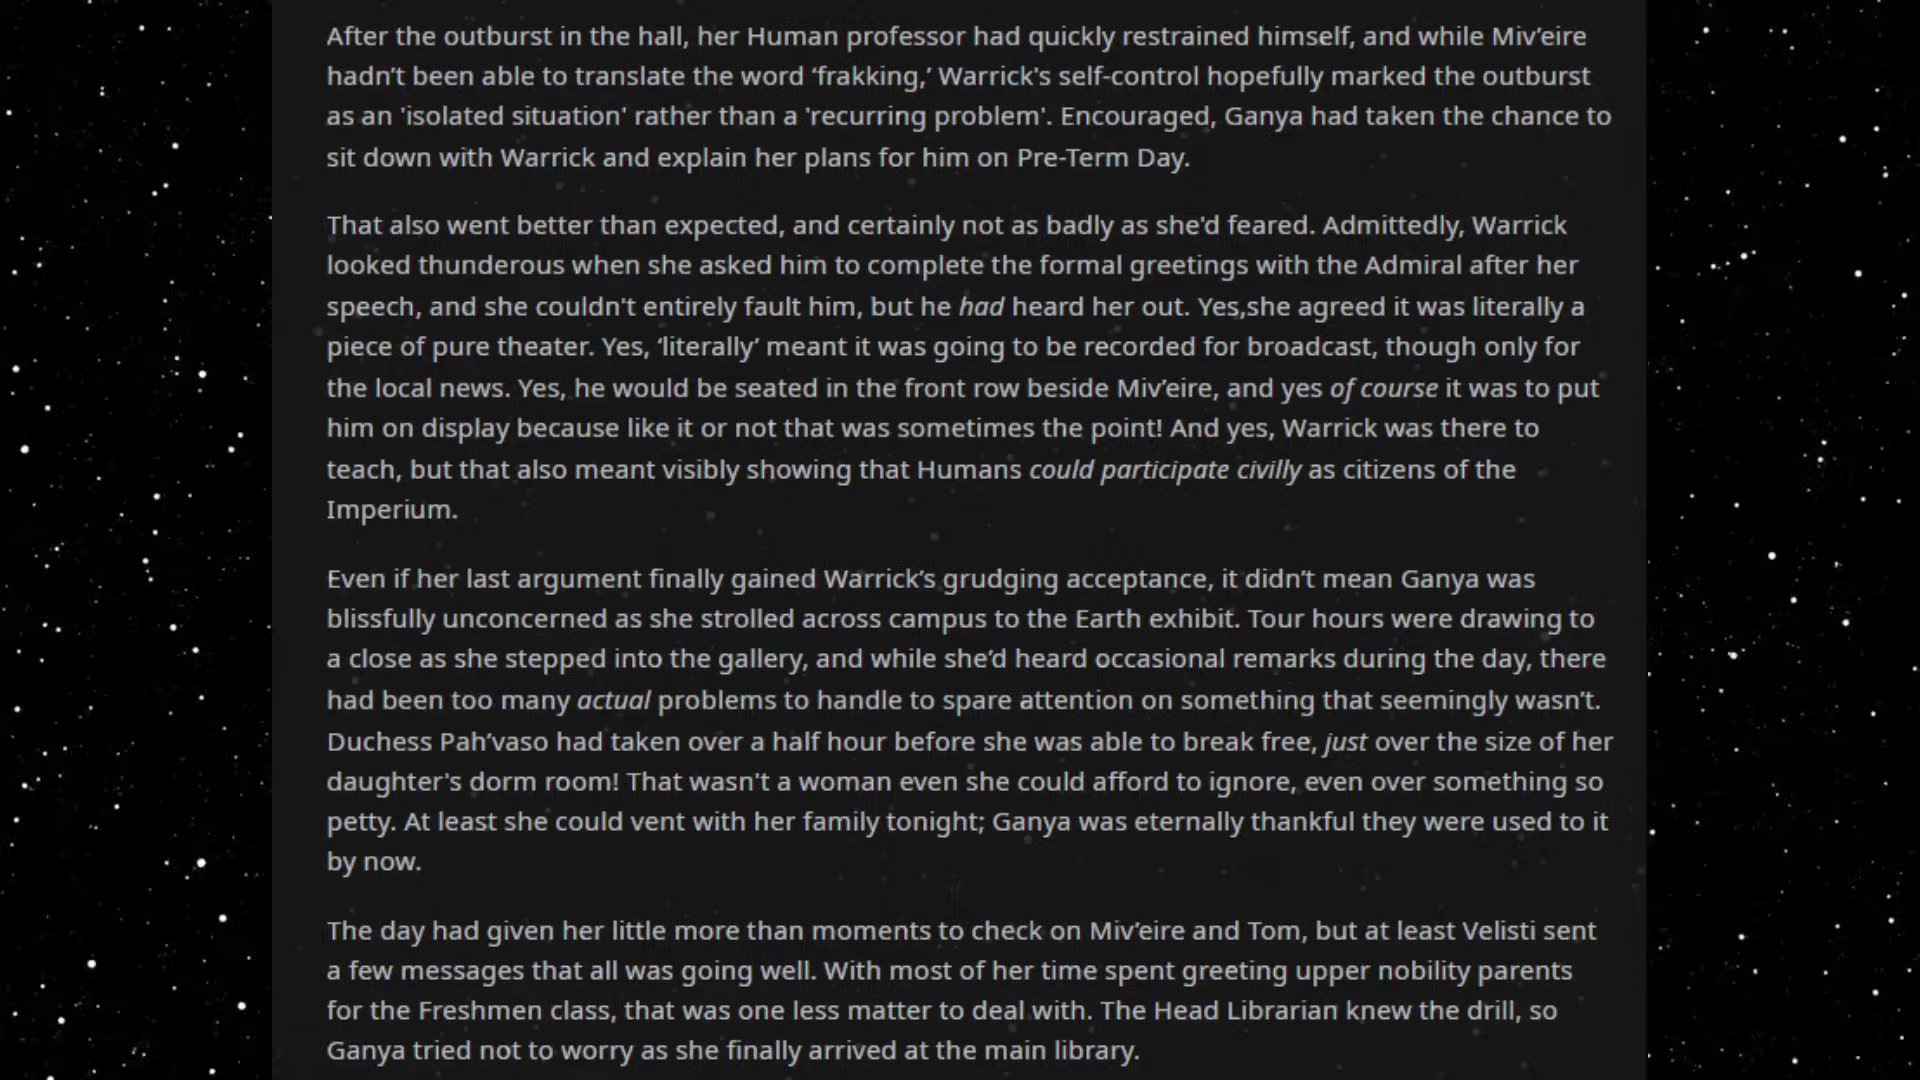 After the outburst in the hall, her Human professor had quickly restrained himself, and while Miv’eire
hadn’t been able to translate the word ‘frakking,’ Warrick's self-control hopefully marked the outburst
as an 'isolated situation' rather than a 'recurring problem'. Encouraged, Ganya had taken the chance to
sit down with Warrick and explain her plans for him on Pre-Term Day.
That also went better than expected, and certainly not as badly as she'd feared. Admittedly, Warrick
looked thunderous when she asked him to complete the formal greetings with the Admiral after her
speech, and she couldn't entirely fault him, but he had heard her out. Yes,she agreed it was literally a
piece of pure theater. Yes, ‘literally’ meant it was going to be recorded for broadcast, though only for
the local news. Yes, he would be seated in the front row beside Miv’eire, and yes of course it was to put
him on display because like it or not that was sometimes the point! And yes, Warrick was there to
teach, but that also meant visibly showing that Humans could participate civilly as citizens of the
Imperium.
Even if her last argument finally gained Warrick’s grudging acceptance, it didn’t mean Ganya was
blissfully unconcerned as she strolled across campus to the Earth exhibit. Tour hours were drawing to
a close as she stepped into the gallery, and while she’d heard occasional remarks during the day, there
had been too many actual problems to handle to spare attention on something that seemingly wasn’t.
Duchess Pah’vaso had taken over a half hour before she was able to break free, just over the size of her
daughter's dorm room! That wasn't a woman even she could afford to ignore, even over something so
petty. At least she could vent with her family tonight; Ganya was eternally thankful they were used to it
by now.
The day had given her little more than moments to check on Miv’eire and Tom, but at least Velisti sent
a few messages that all was going well. With most of her time spent greeting upper nobility parents
for the Freshmen class, that was one less matter to deal with. The Head Librarian knew the drill, so
Ganya tried not to worry as she finally arrived at the main library.